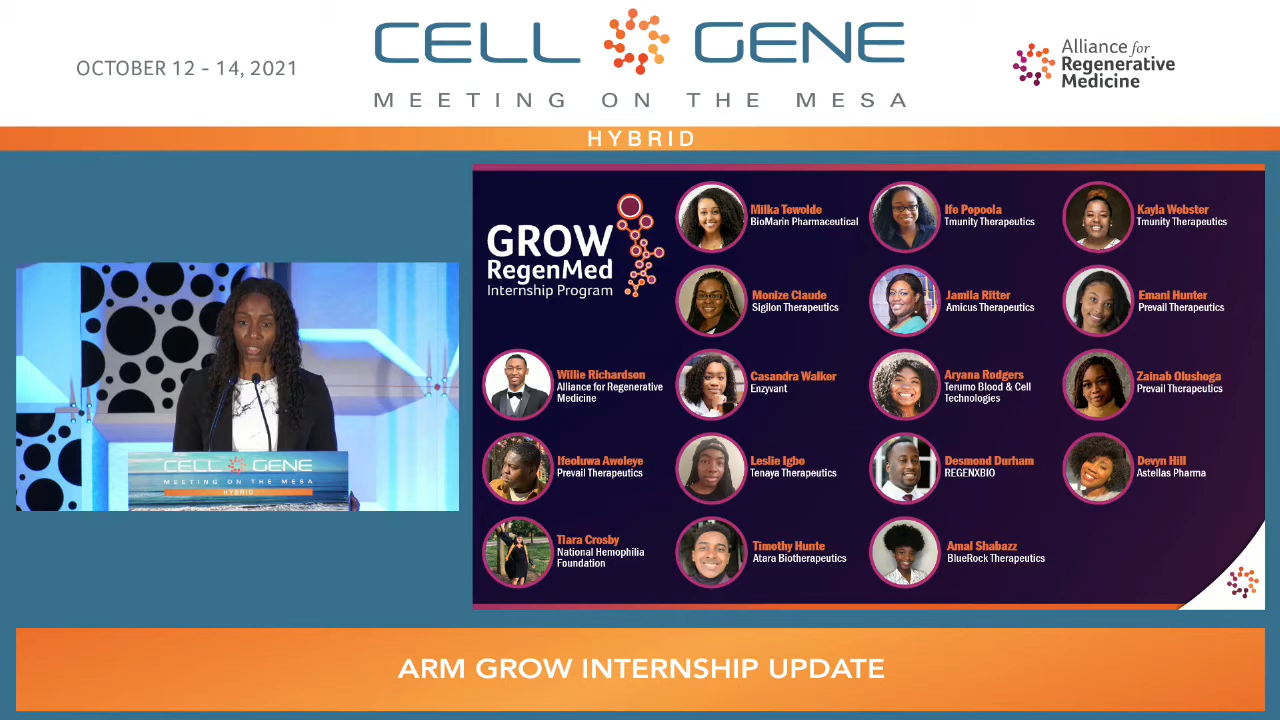 OCTOBER 12 - 14, 2021
CELL GENE
MEETING ON THE MESA
Alliance for
Regenerative
Medicine
HYBRID
GROW
RegenMed
Internship Program
Milka Tewolde
BioMarin Pharmaceutical
Ife Popoola
Tmunity Therapeutics
Kayla Webster
Tmunity Therapeutics
Monize Claude
Sigilon Therapeutics
Jamila Ritter
Amicus Therapeutics
Emani Hunter
Prevail Therapeutics
Willie Richardson
Alliance for Regenerative
Medicine
Casandra Walker
Enzyvant
Aryana Rodgers
Terumo Blood & Cell
Technologies
Zainab Olushoga
Prevail Therapeutics
Ifeoluwa Awoleye
Prevail Therapeutics
Leslie Igbo
Tenaya Therapeutics
Desmond Durham
REGENXBIO
Devyn Hill
Astellas Pharma
Tiara Crosby
National Hemophilia
Foundation
Timothy Hunte
Atara Biotherapeutics
Amal Shabazz
BlueRock Therapeutics
CELL GENE
MEETING ON THE MESA
HYBRID
ARM GROW INTERNSHIP UPDATE